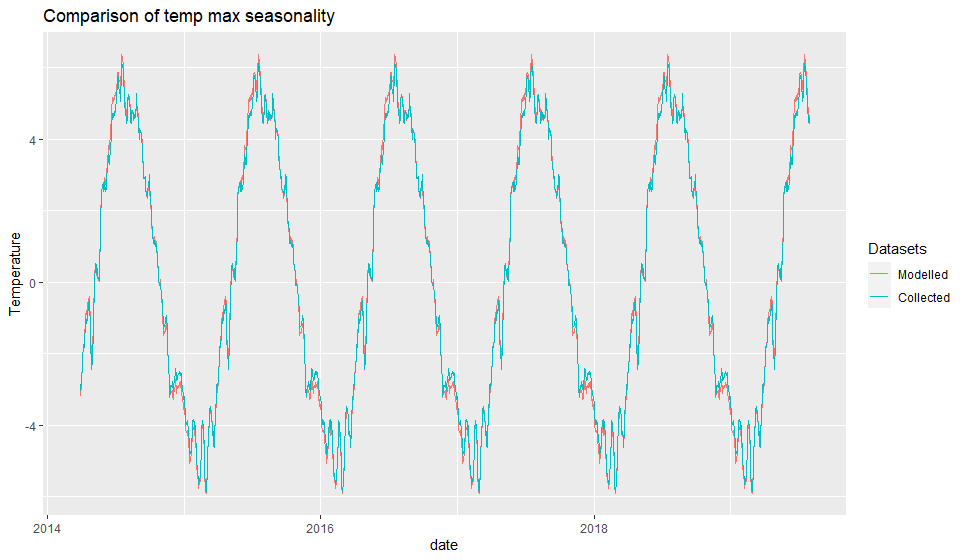 Comparison of temp max seasonality
Temperature
4
0
-4
2014
2016
2018
date
Datasets
Modelled
Collected